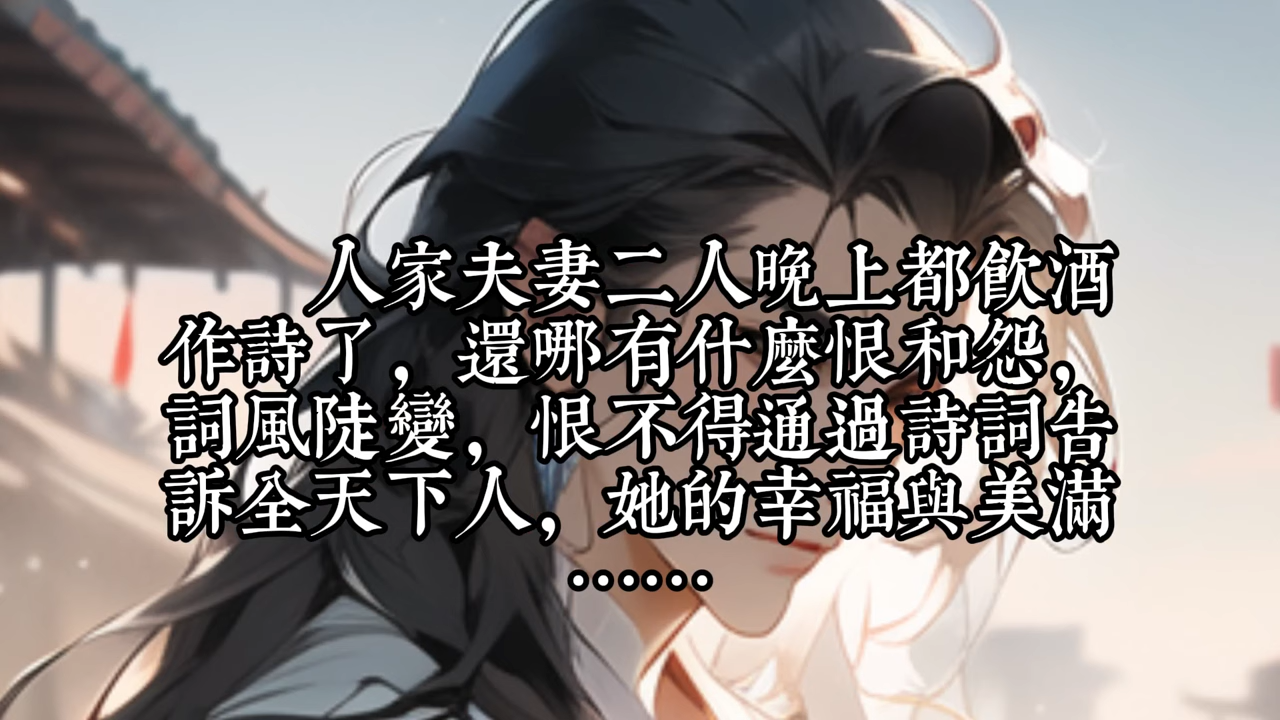 人家夫妻二人晚上都飲酒
作詩了，還哪有什麼恨和怨，
詞風陡變，恨不得通過詩詞告
訴全天下人，她的幸福與美滿
……